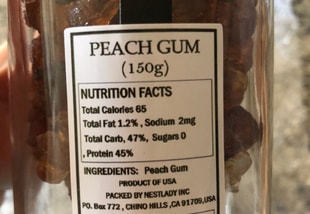 PEACH GUM
(150g)
NUTRITION FACTS
Total Calories 65
Total Fat 1.2% , Sodium 2mg
Total Carb, 47%, Sugars 0
, Protein 45%
INGREDIENTS: Peach Gum
PRODUCT OF USA
PACKED BY NESTLADY INC
PO. Box 772 , CHINO HILLS ,CA 91709,USA